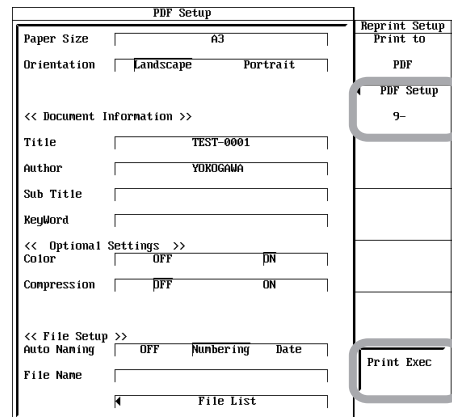 PDF Setup
Paper Size A3
Orientation Landscape Portrait
<< Document Information >>
Title TEST-0001
Author YOKOGAWA
Sub Title
KeyWord
<< Optional Settings >>
Color OFF ON
Compression OFF ON
<< File Setup >>
Auto Naming OFF Numbering Date
File Name
File List
Reprint Setup
Print to
PDF
PDF Setup
9-
Print Exec